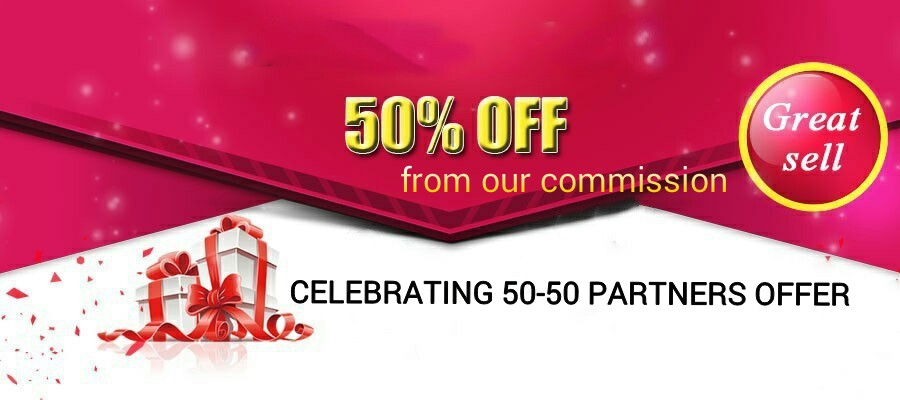 50% OFF
from our commission
Great
sell
CELEBRATING 50-50 PARTNERS OFFER